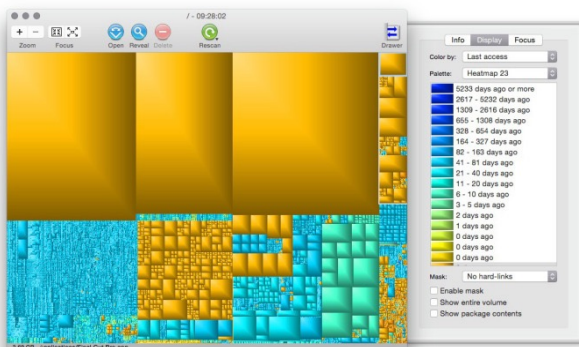 / - 09:28:02
+ -
Zoom Focus Open Reveal Delete Rescan Drawer
Info Display Focus
Color by: Last access
Palette: Heatmap 23
5233 days ago or more
2617 - 5232 days ago
1309 - 2616 days ago
655 - 1308 days ago
328 - 654 days ago
164 - 327 days ago
82 - 163 days ago
41 - 81 days ago
21 - 40 days ago
11 - 20 days ago
6 - 10 days ago
3 - 5 days ago
2 days ago
1 days ago
0 days ago
0 days ago
0 days ago
Mask: No hard-links
Enable mask
Show entire volume
Show package contents